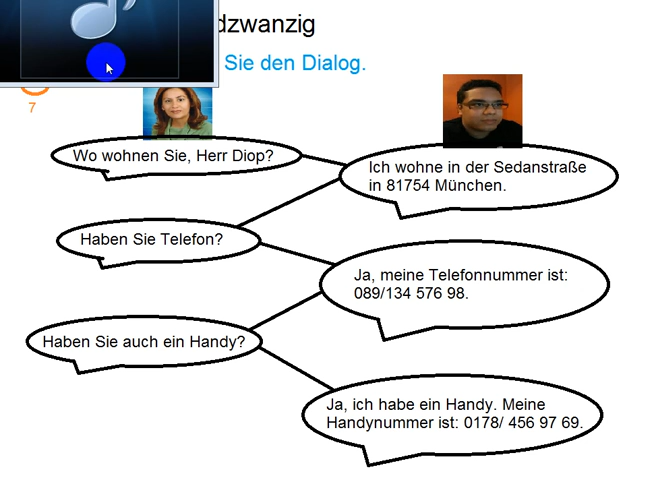 dzwanzig
Sie den Dialog.
7
Wo wohnen Sie, Herr Diop?
Ich wohne in der Sedanstraße
in 81754 München.
Haben Sie Telefon?
Ja, meine Telefonnummer ist:
089/134 576 98.
Haben Sie auch ein Handy?
Ja, ich habe ein Handy. Meine
Handynummer ist: 0178/ 456 97 69.